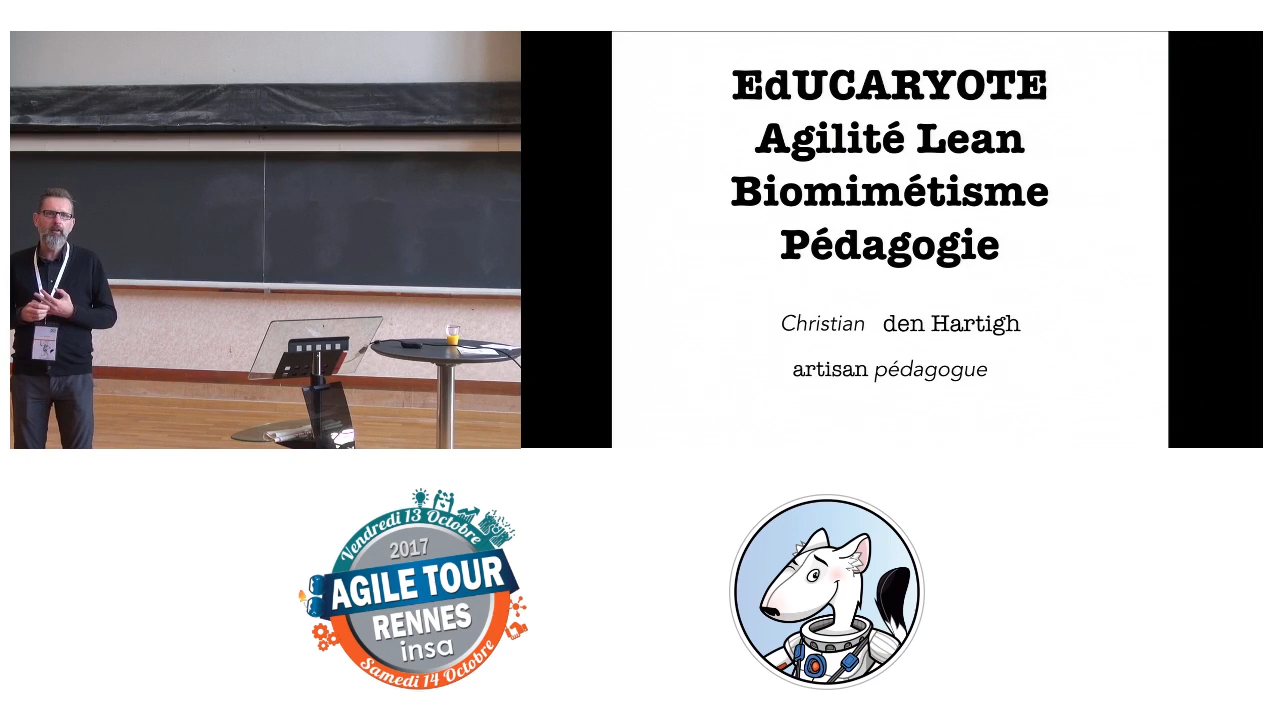 EdUCARYOTE
Agilité Lean
Biomimétisme
Pédagogie
Christian den Hartigh
artisan pédagogue
Vendredi 13 Octobre
2017
AGILE TOUR
RENNES
insa
Samedi 14 Octobre